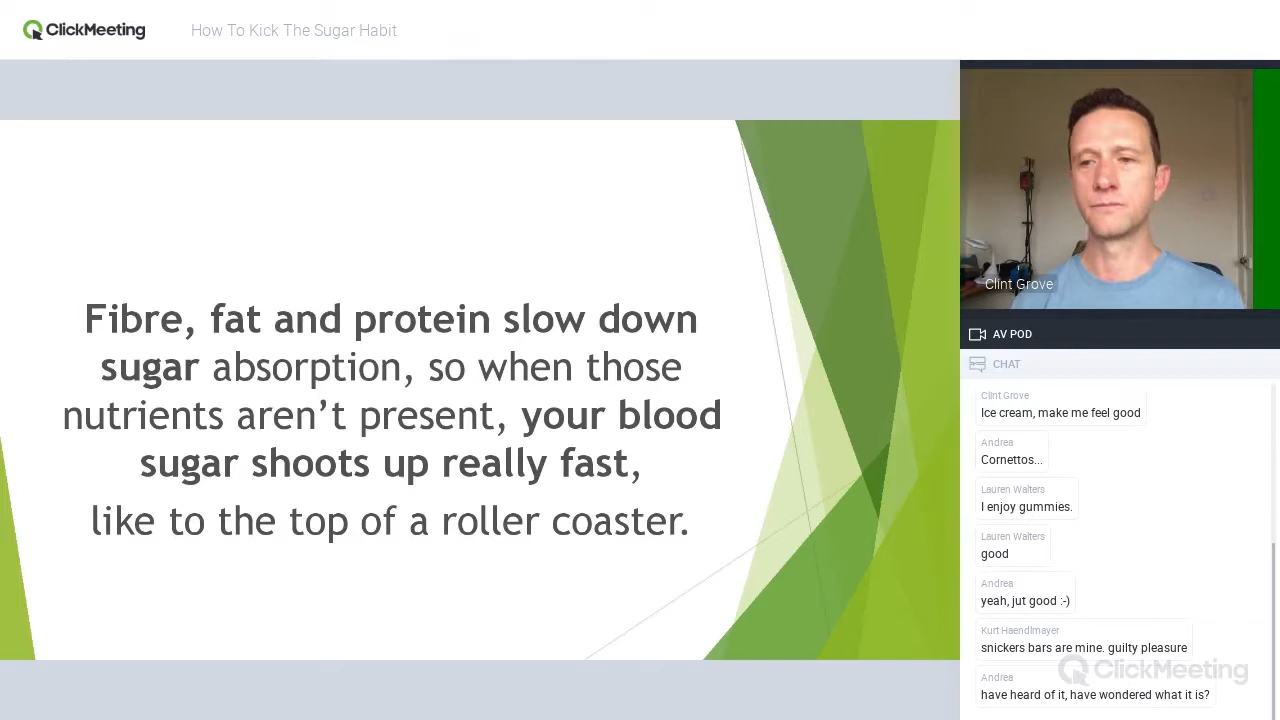 ClickMeeting
How To Kick The Sugar Habit
Fibre, fat and protein slow down
sugar absorption, so when those
nutrients aren’t present, your blood
sugar shoots up really fast,
like to the top of a roller coaster.
Clint Grove
AV POD
CHAT
Clint Grove
Ice cream, make me feel good
Andrea
Cornettos...
Lauren Walters
I enjoy gummies.
Lauren Walters
good
Andrea
yeah, jut good :-)
Kurt Haendlmayer
snickers bars are mine. guilty pleasure
ClickMeeting
Andrea
have heard of it, have wondered what it is?